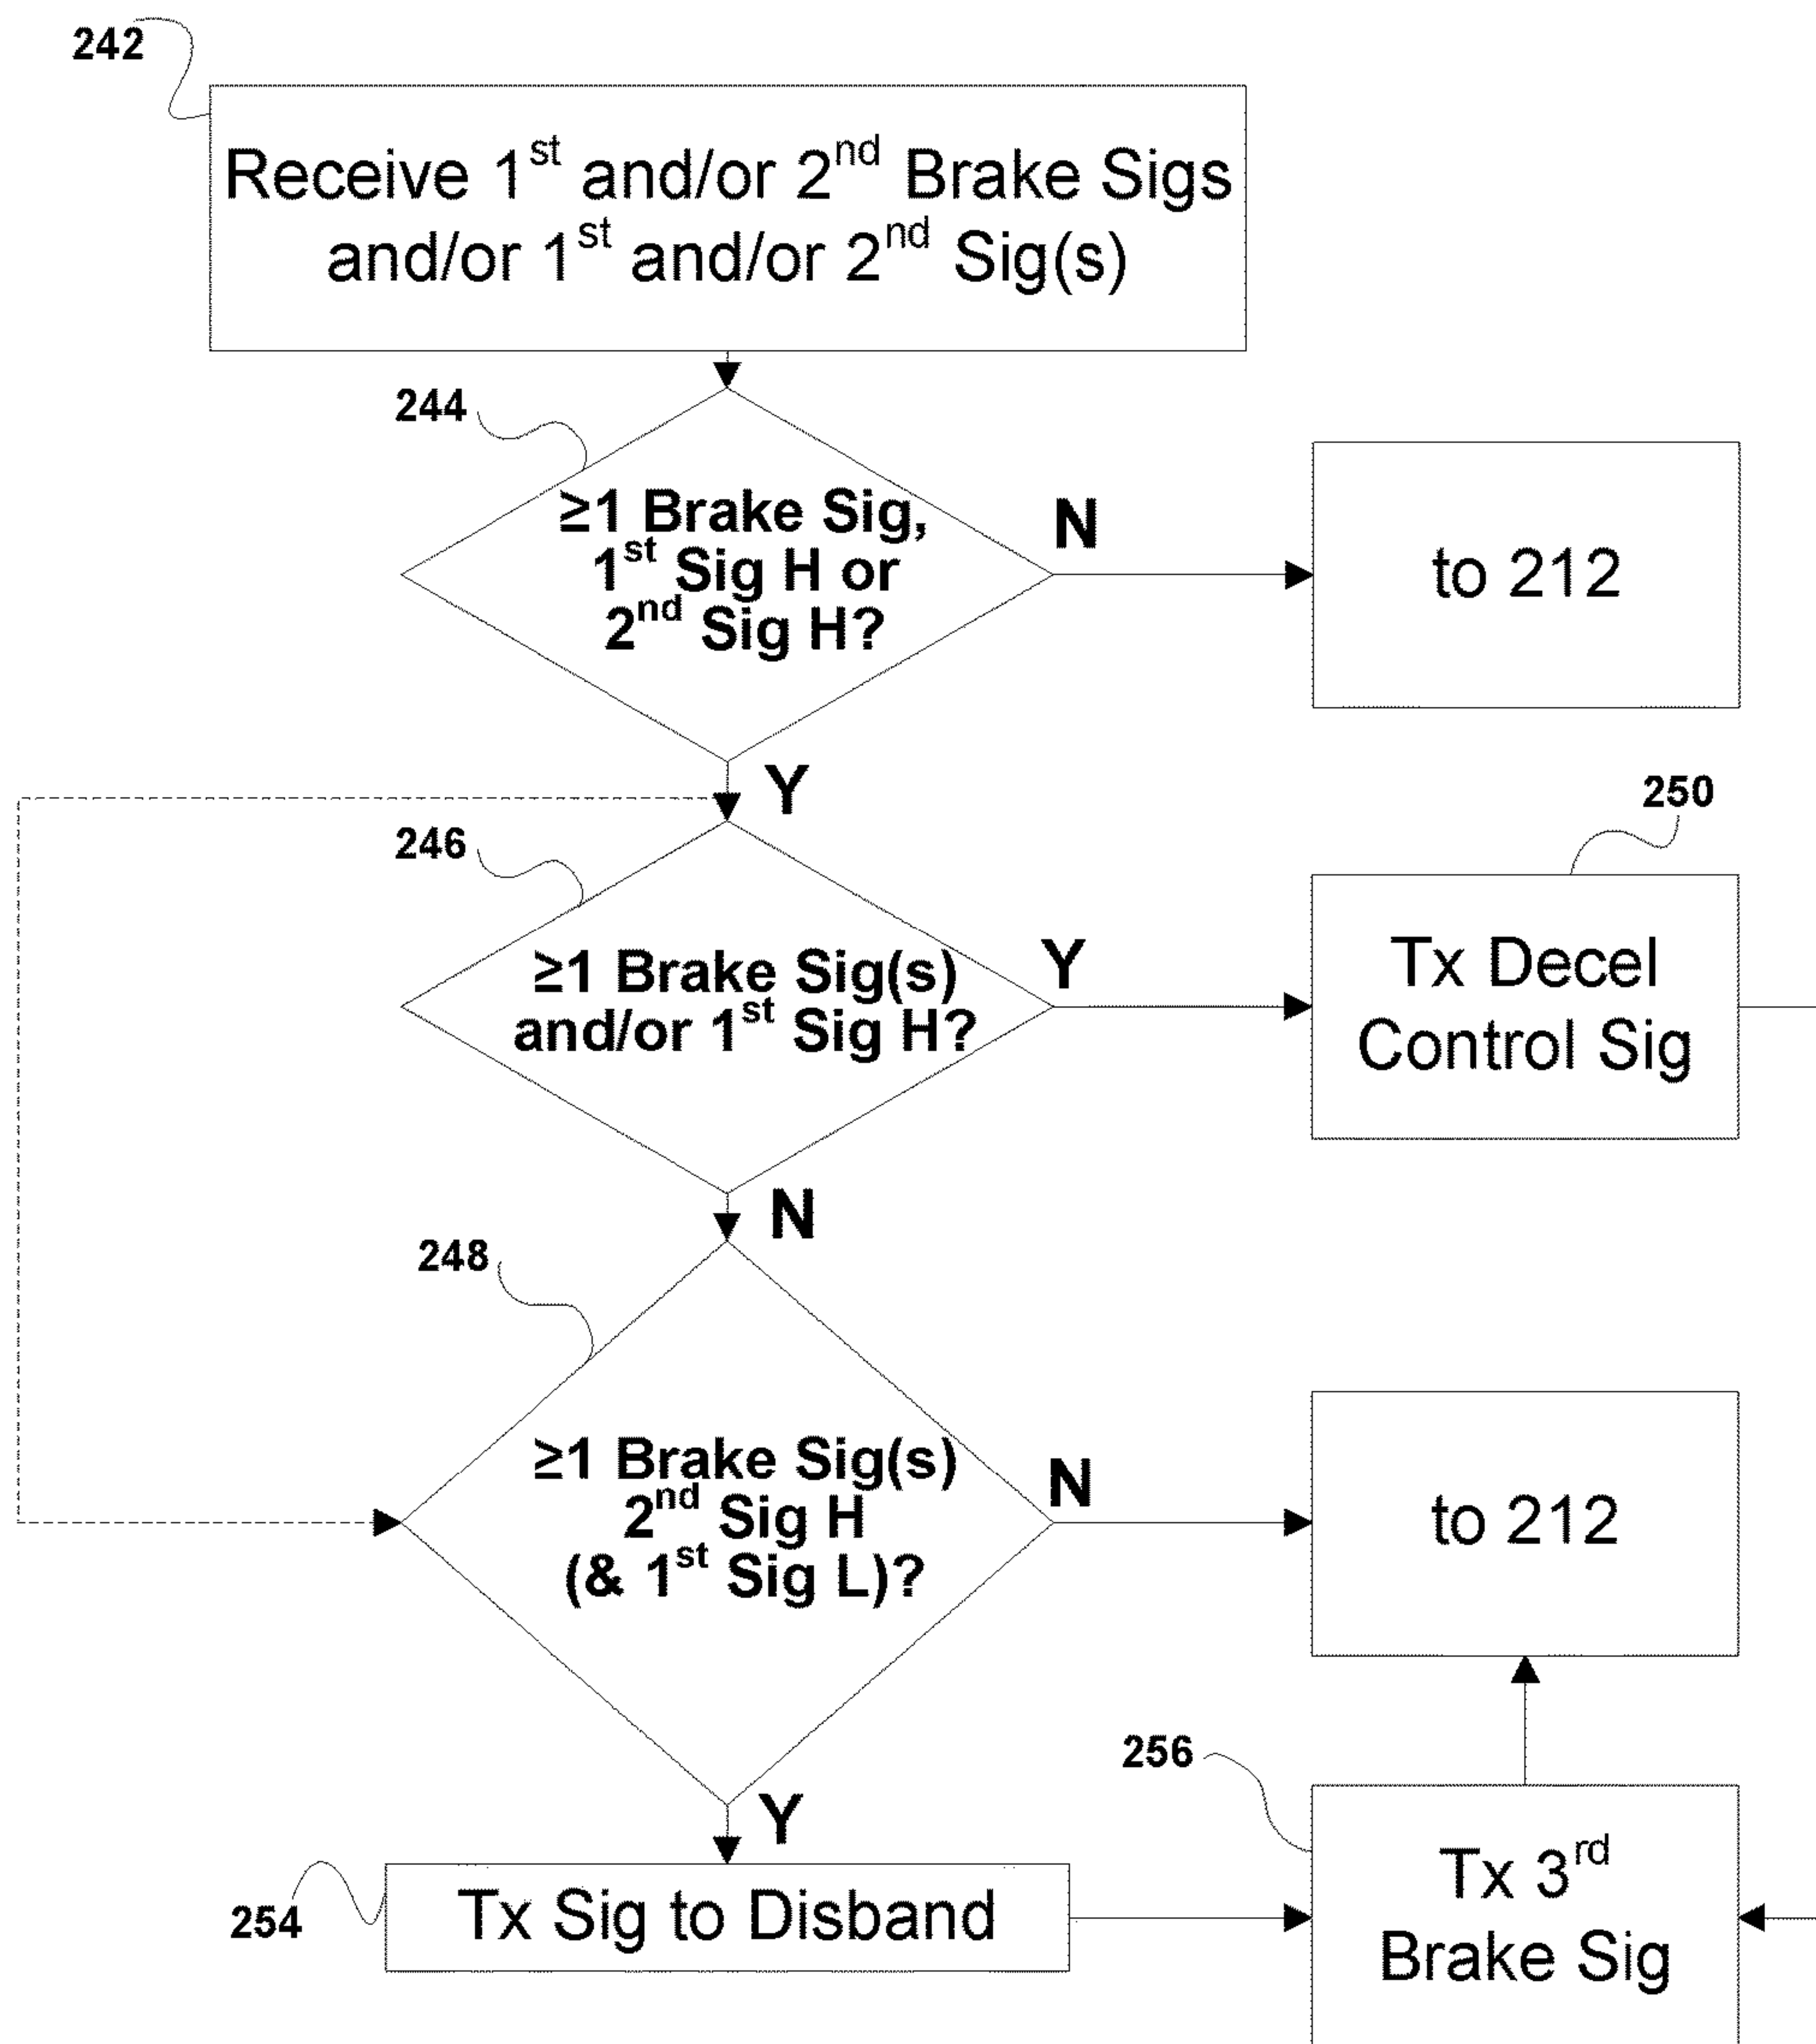 242
Receive 1st and/or 2nd Brake Sigs
and/or 1st and/or 2nd Sig(s)
244
≥1 Brake Sig,
1st Sig H or
2nd Sig H?
N
to 212
Y
250
246
≥1 Brake Sig(s)
and/or 1st Sig H?
Y
Tx Decel
Control Sig
N
248
≥1 Brake Sig(s)
2nd Sig H
(& 1st Sig L)?
N
to 212
256
Y
254
Tx Sig to Disband
Tx 3rd
Brake Sig